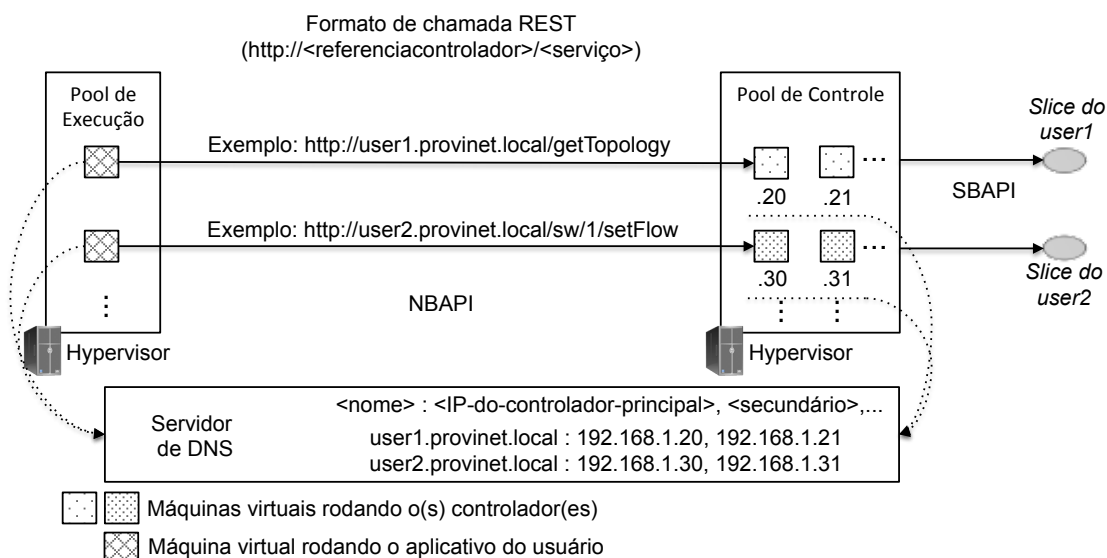 Formato de chamada REST
(http://<referenciacontrolador>/<serviço>)
Pool de
Execução
Pool de Controle
Slice do
user1
Exemplo: http://user1.provinet.local/getTopology
...
.20
.21
SBAPI
Exemplo: http://user2.provinet.local/sw/1/setFlow
...
.30
.31
Slice do
user2
NBAPI
Hypervisor
Hypervisor
Servidor
de DNS
<nome> : <IP-do-controlador-principal>, <secundário>,...
user1.provinet.local : 192.168.1.20, 192.168.1.21
user2.provinet.local : 192.168.1.30, 192.168.1.31
Máquinas virtuais rodando o(s) controlador(es)
Máquina virtual rodando o aplicativo do usuário